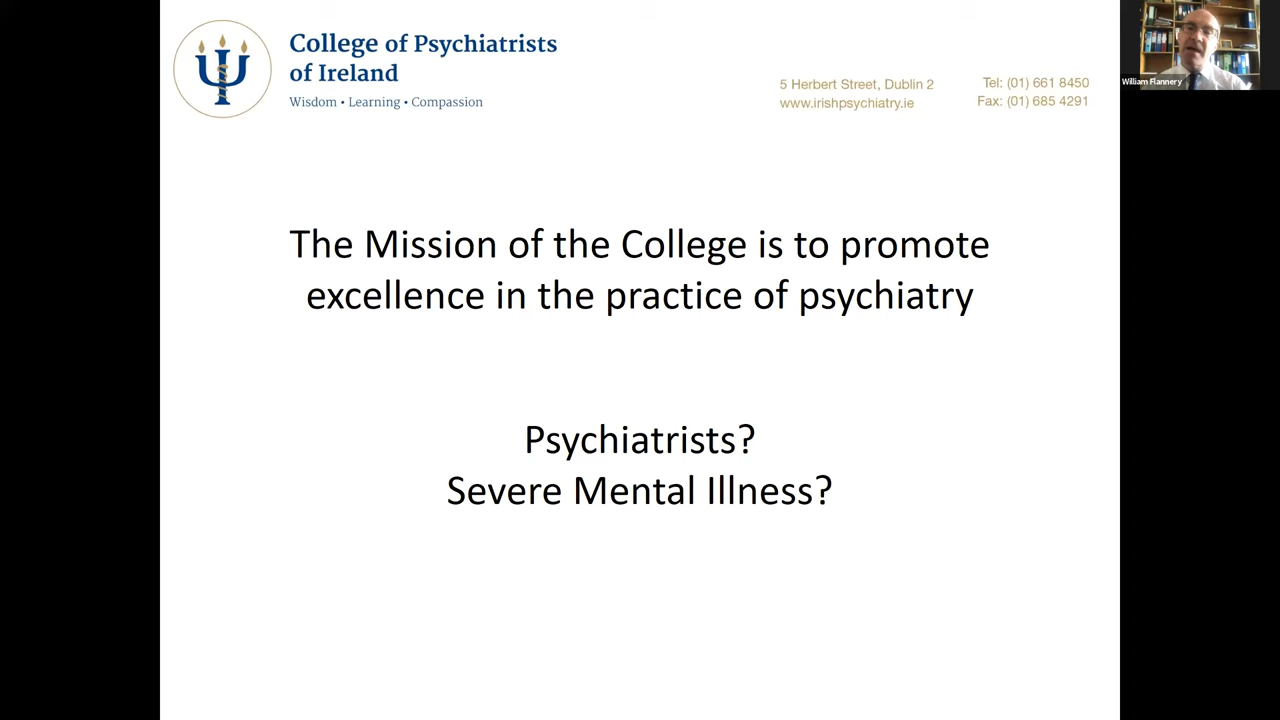 College of Psychiatrists
of Ireland
Wisdom • Learning • Compassion
5 Herbert Street, Dublin 2
www.irishpsychiatry.ie
Tel: (01) 661 8450
Fax: (01) 685 4291
William Flannery
The Mission of the College is to promote
excellence in the practice of psychiatry
Psychiatrists?
Severe Mental Illness?